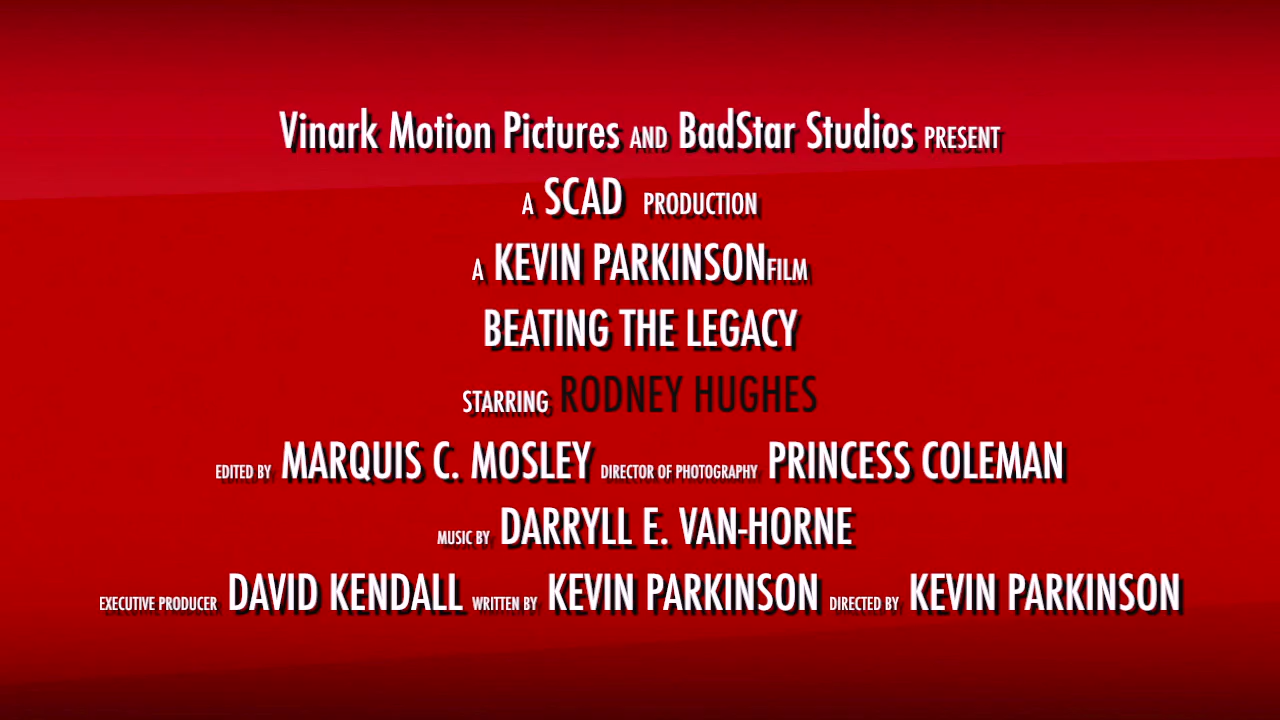 Vinark Motion Pictures AND BadStar Studios PRESENT
A SCAD PRODUCTION
A KEVIN PARKINSONFILM
BEATING THE LEGACY
STARRING RODNEY HUGHES
EDITED BY MARQUIS C. MOSLEY DIRECTOR OF PHOTOGRAPHY PRINCESS COLEMAN
MUSIC BY DARRYLL E. VAN-HORNE
EXECUTIVE PRODUCER DAVID KENDALL WRITTEN BY KEVIN PARKINSON DIRECTED BY KEVIN PARKINSON